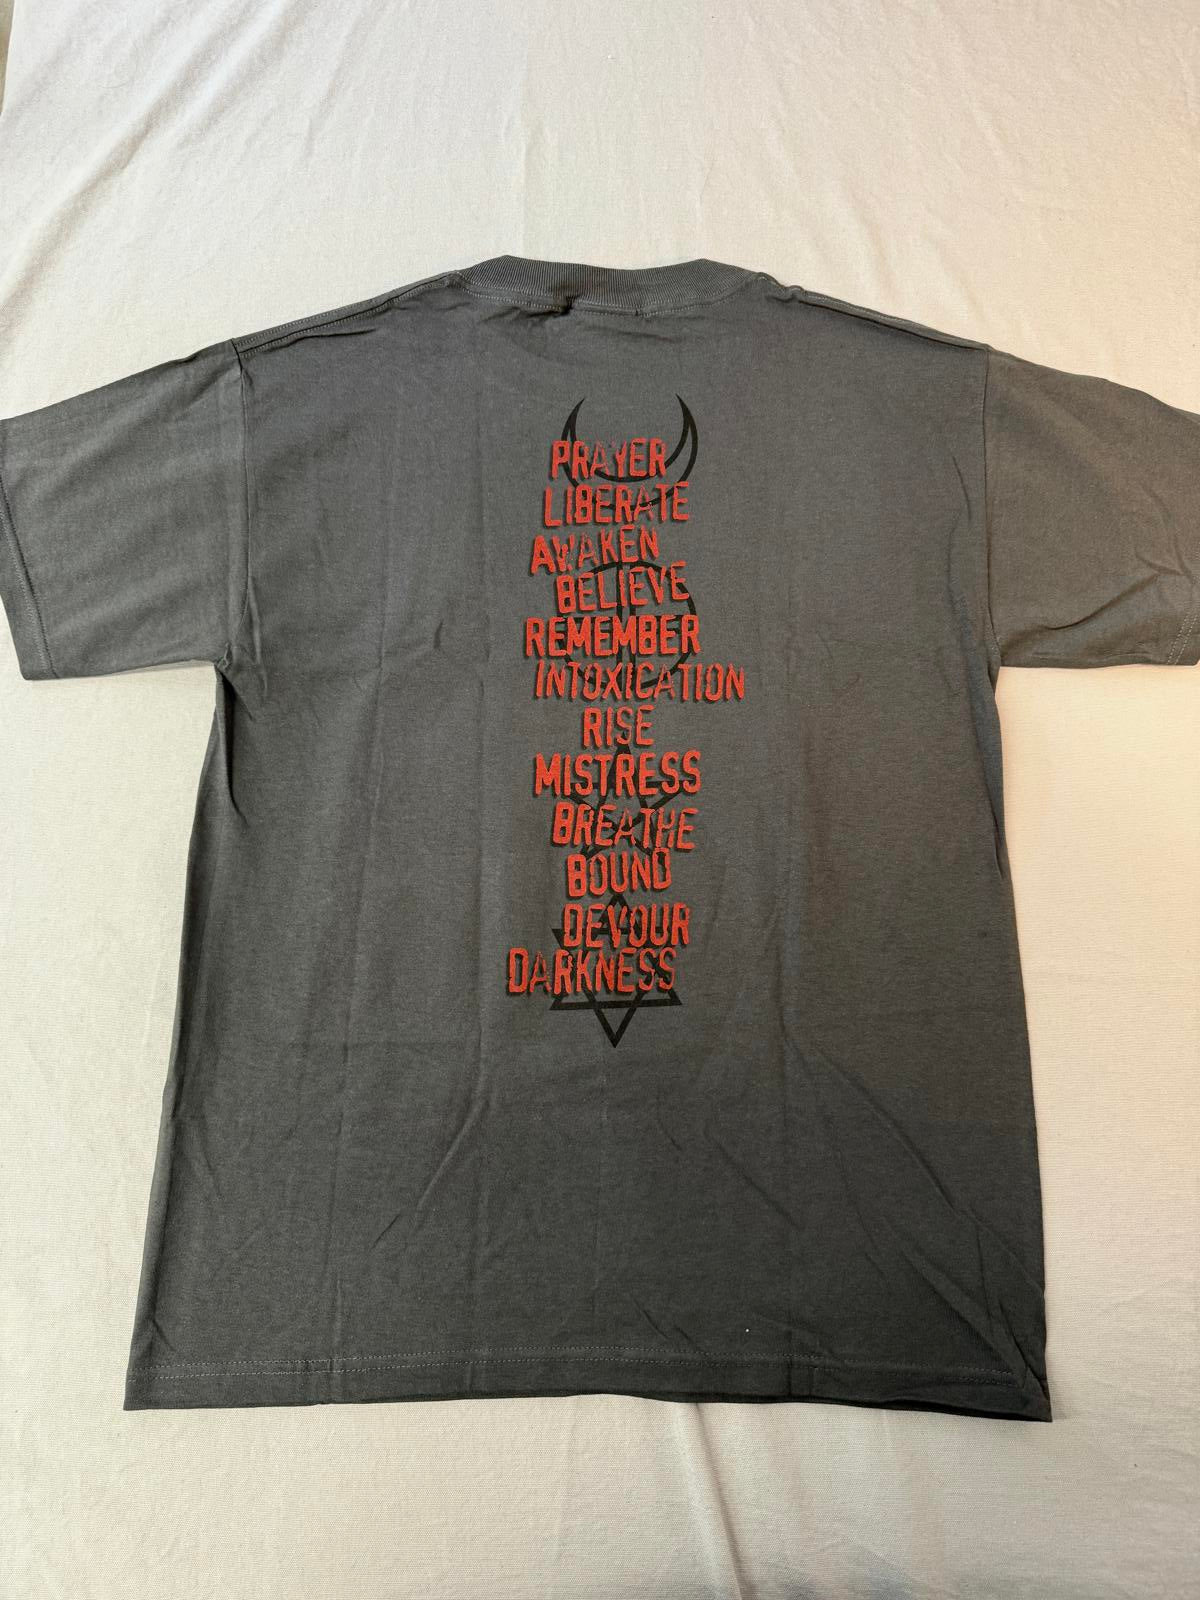 PRAYER
LIBERATE
AWAKEN
BELIEVE
REMEMBER
INTOXICATION
RISE
MISTRESS
BREATHE
BOUND
DEVOUR
DARKNESS